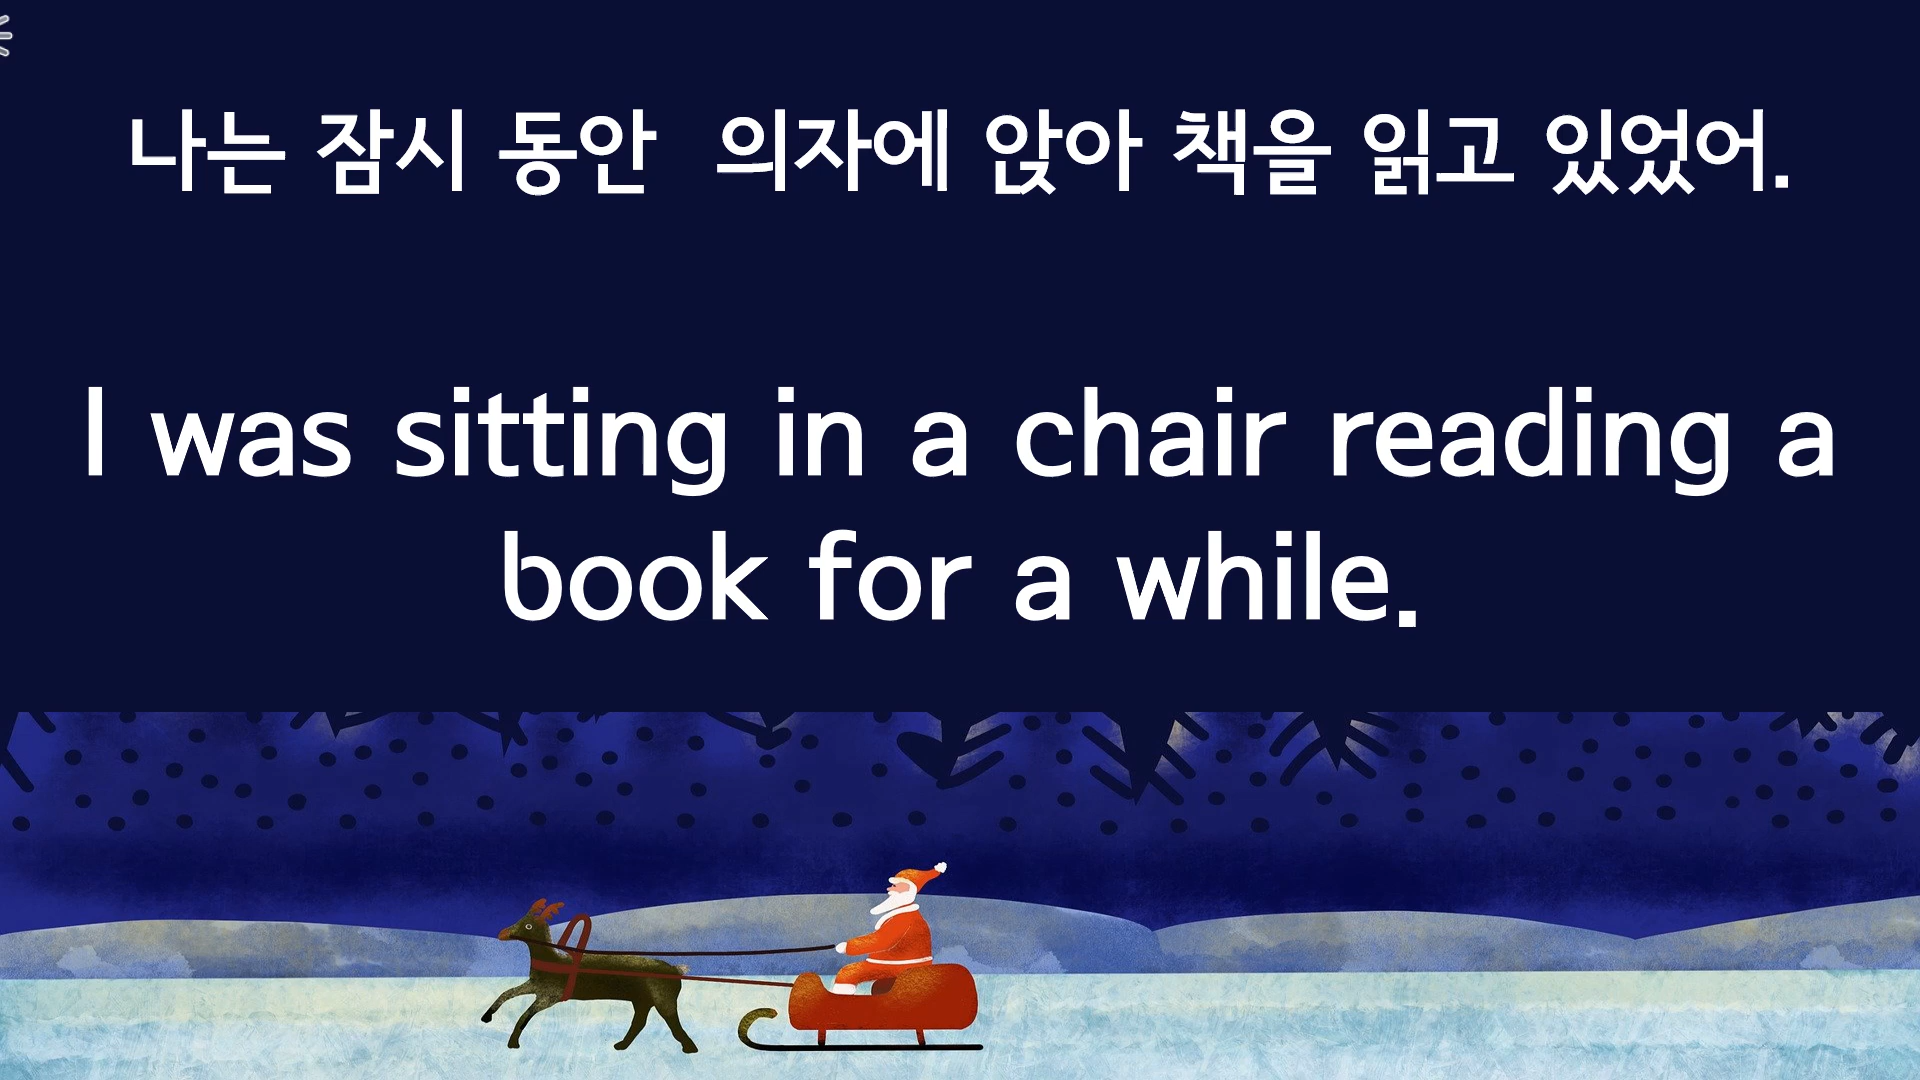 나는 잠시 동안  의자에 앉아 책을 읽고 있었어.
I was sitting in a chair reading a
book for a while.